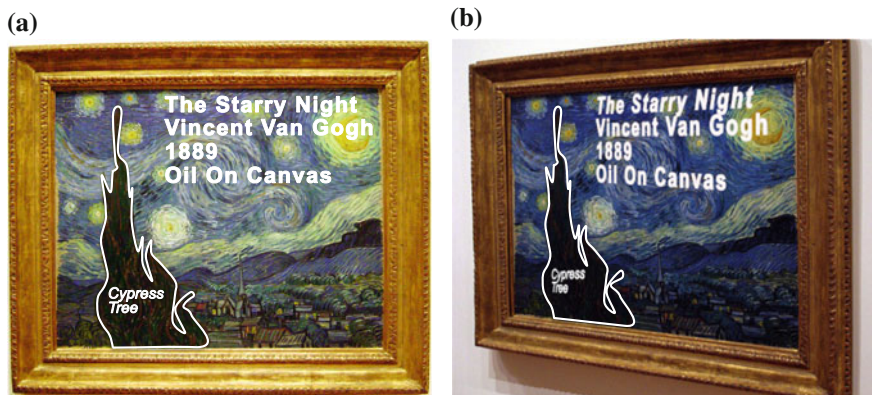 (a)
The Starry Night
Vincent Van Gogh
1889
Oil On Canvas
Cypress
Tree
(b)
The Starry Night
Vincent Van Gogh
1889
Oil On Canvas
Cypress
Tree